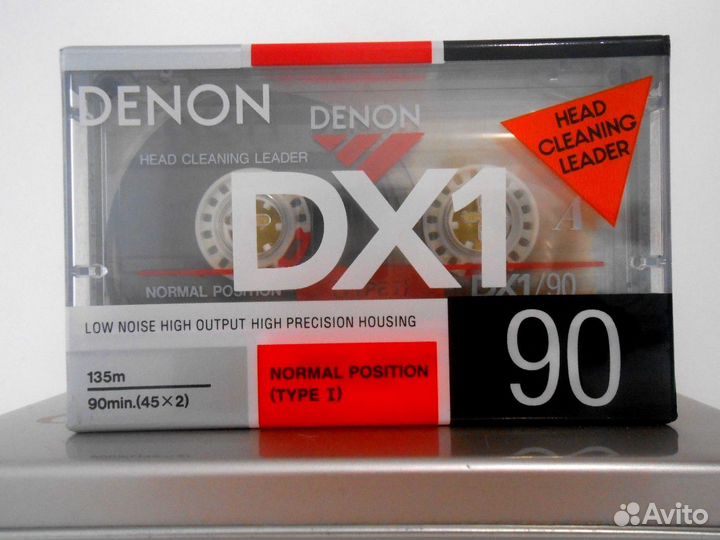 DENON
DENON
HEAD CLEANING LEADER
HEAD
CLEANING
LEADER
DX1
A
NORMAL POSITION
DX1/90
LOW NOISE HIGH OUTPUT HIGH PRECISION HOUSING
90
135m
90min.(45×2)
NORMAL POSITION
(TYPE I)
Avito